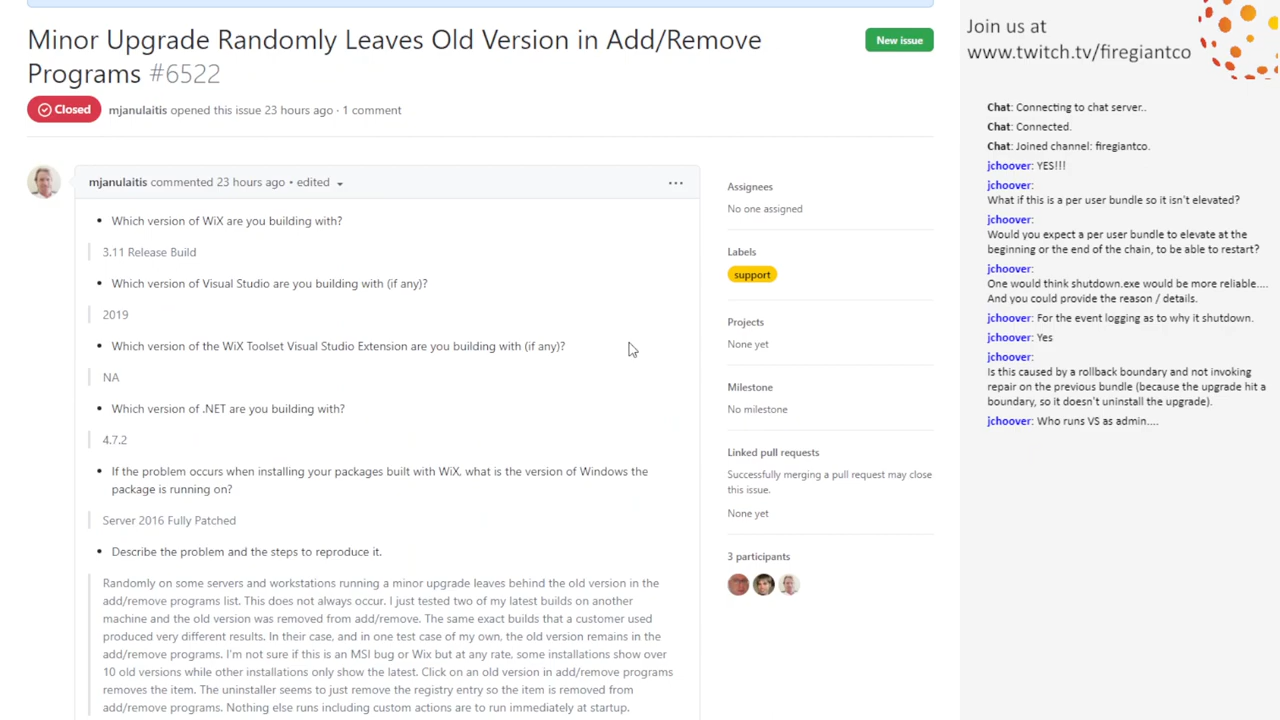 Minor Upgrade Randomly Leaves Old Version in Add/Remove
Programs #6522
New issue
Closed mjanulaitis opened this issue 23 hours ago · 1 comment
mjanulaitis commented 23 hours ago • edited
• Which version of WiX are you building with?
3.11 Release Build
• Which version of Visual Studio are you building with (if any)?
2019
• Which version of the WiX Toolset Visual Studio Extension are you building with (if any)?
NA
• Which version of .NET are you building with?
4.7.2
• If the problem occurs when installing your packages built with WiX, what is the version of Windows the
package is running on?
Server 2016 Fully Patched
• Describe the problem and the steps to reproduce it.
Randomly on some servers and workstations running a minor upgrade leaves behind the old version in the
add/remove programs list. This does not always occur. I just tested two of my latest builds on another
machine and the old version was removed from add/remove. The same exact builds that a customer used
produced very different results. In their case, and in one test case of my own, the old version remains in the
add/remove programs. I'm not sure if this is an MSI bug or Wix but at any rate, some installations show over
10 old versions while other installations only show the latest. Click on an old version in add/remove programs
removes the item. The uninstaller seems to just remove the registry entry so the item is removed from
add/remove programs. Nothing else runs including custom actions are to run immediately at startup.
Assignees
No one assigned
Labels
support
Projects
None yet
Milestone
No milestone
Linked pull requests
Successfully merging a pull request may close
this issue.
None yet
3 participants
Join us at
www.twitch.tv/firegiantco
Chat: Connecting to chat server..
Chat: Connected.
Chat: Joined channel: firegiantco.
jchoover: YES!!!
jchoover:
What if this is a per user bundle so it isn't elevated?
jchoover:
Would you expect a per user bundle to elevate at the
beginning or the end of the chain, to be able to restart?
jchoover:
One would think shutdown.exe would be more reliable....
And you could provide the reason / details.
jchoover: For the event logging as to why it shutdown.
jchoover: Yes
jchoover:
Is this caused by a rollback boundary and not invoking
repair on the previous bundle (because the upgrade hit a
boundary, so it doesn't uninstall the upgrade).
jchoover: Who runs VS as admin....